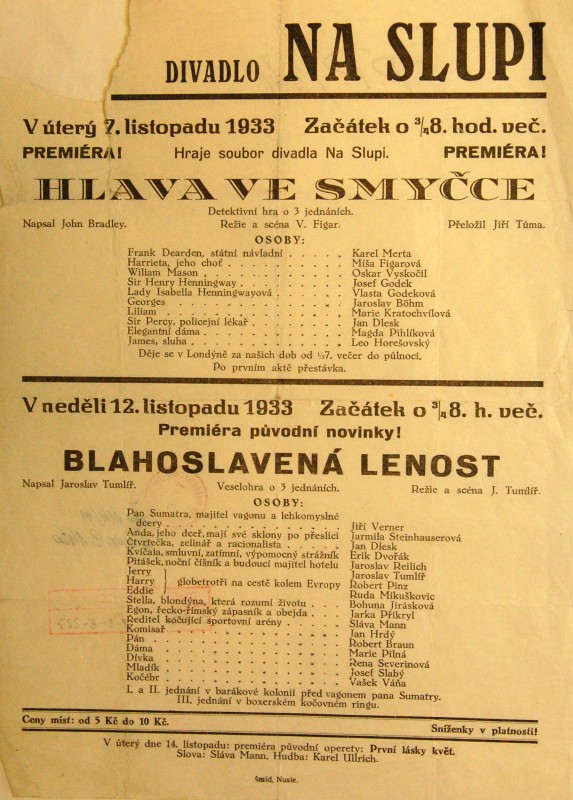 DIVADLO NA SLUPI
V úterý 7. listopadu 1933 Začátek o ¾8. hod. več.
PREMIÉRA! Hraje soubor divadla Na Slupi. PREMIÉRA!
HLAVA VE SMYČCE
Detektivní hra o 3 jednáních.
Napsal John Bradley. Režie a scéna V. Figar. Přeložil Jiří Tůma.
OSOBY:
Frank Dearden, státní návladní . . . . . Karel Merta
Harrieta, jeho choť . . . . . . . . . Míša Figarová
Wiliam Mason . . . . . . . . . . . Oskar Vyskočil
Sir Henry Henningway . . . . . . . . Josef Godek
Lady Isabella Henningwayová . . . . . Vlasta Godeková
Georges . . . . . . . . . . . . . Jaroslav Böhm
Liliam . . . . . . . . . . . . . Marie Kratochvílová
Sir Percy, policejní lékař . . . . . . . Jan Dlesk
Elegantní dáma . . . . . . . . . . Magda Pihlíková
James, sluha . . . . . . . . . . . Leo Horešovský
Děje se v Londýně za našich dob od ½7. večer do půlnoci.
Po prvním aktě přestávka.
V neděli 12. listopadu 1933 Začátek o ¾8. h. več.
Premiéra původní novinky!
BLAHOSLAVENÁ LENOST
Napsal Jaroslav Tumlíř. Veselohra o 3 jednáních. Režie a scéna J. Tumlíř.
OSOBY:
Pan Sumatra, majitel vagonu a lehkomyslné
dcery . . . . . . . . . . . . Jiří Verner
Anda, jeho dceř, mají své sklony po přeslici Jarmila Steinhauserová
Čtvrtečka, zelinář a racionalista . . . . Jan Dlesk
Kvíčala, smluvní, zatímní, výpomocný strážník Erik Dvořák
Pitášek, noční číšník a budoucí majitel hotelu Jaroslav Reilich
Jerry Jaroslav Tumlíř
Harry globetrotři na cestě kolem Evropy Robert Pinz
Eddie Ruda Mikuškovic
Stella, blondýna, která rozumí životu . . . Bohuna Jirásková
Egon, řecko-římský zápasník a obejda . . . Jarka Přikryl
Ředitel kočující sportovní arény . . . . . Sláva Mann
Komisař . . . . . . . . . . . . Jan Hrdý
Pán . . . . . . . . . . . . . Robert Braun
Dáma . . . . . . . . . . . . . Marie Pilná
Dívka . . . . . . . . . . . . . Rena Severinová
Mladík . . . . . . . . . . . . Josef Slabý
Kočébr . . . . . . . . . . . . Vašek Váňa
I. a II. jednání v barákové kolonii před vagonem pana Sumatry.
III. jednání v boxerském kočovném ringu.
Ceny míst: od 5 Kč do 10 Kč. Sníženky v platnosti!
V úterý dne 14. listopadu: premiéra původní operety: První lásky květ.
Slova: Sláva Mann, Hudba: Karel Ullrich.
Šmíd, Nusle.